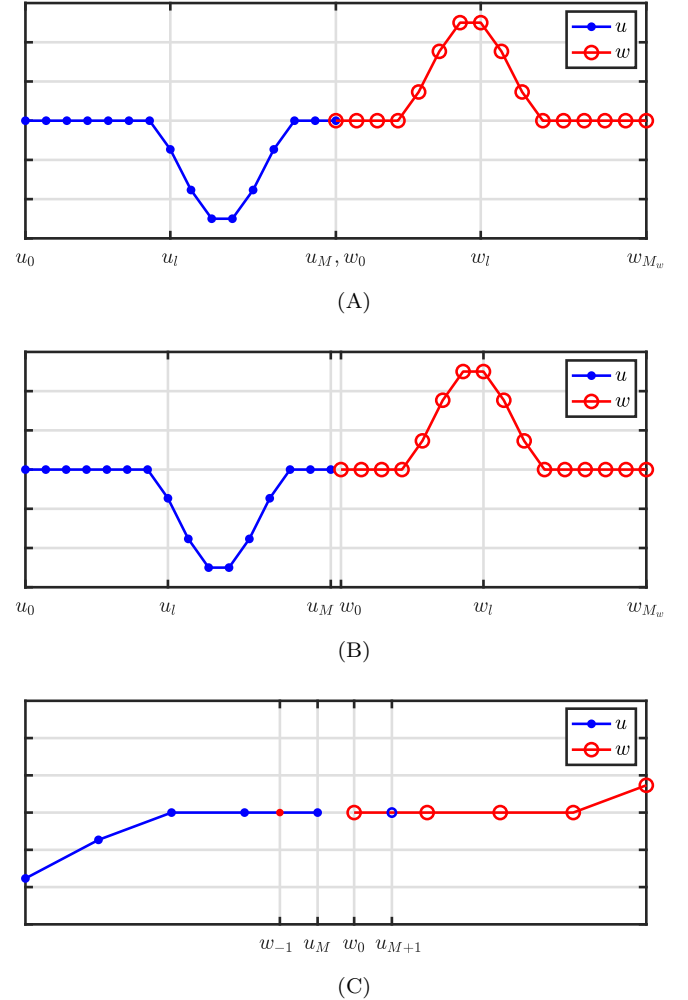 u
w
u_0 u_l u_M, w_0 w_l w_{M_w}
(A)
u
w
u_0 u_l u_M w_0 w_l w_{M_w}
(B)
u
w
w_{-1} u_M w_0 u_{M+1}
(C)